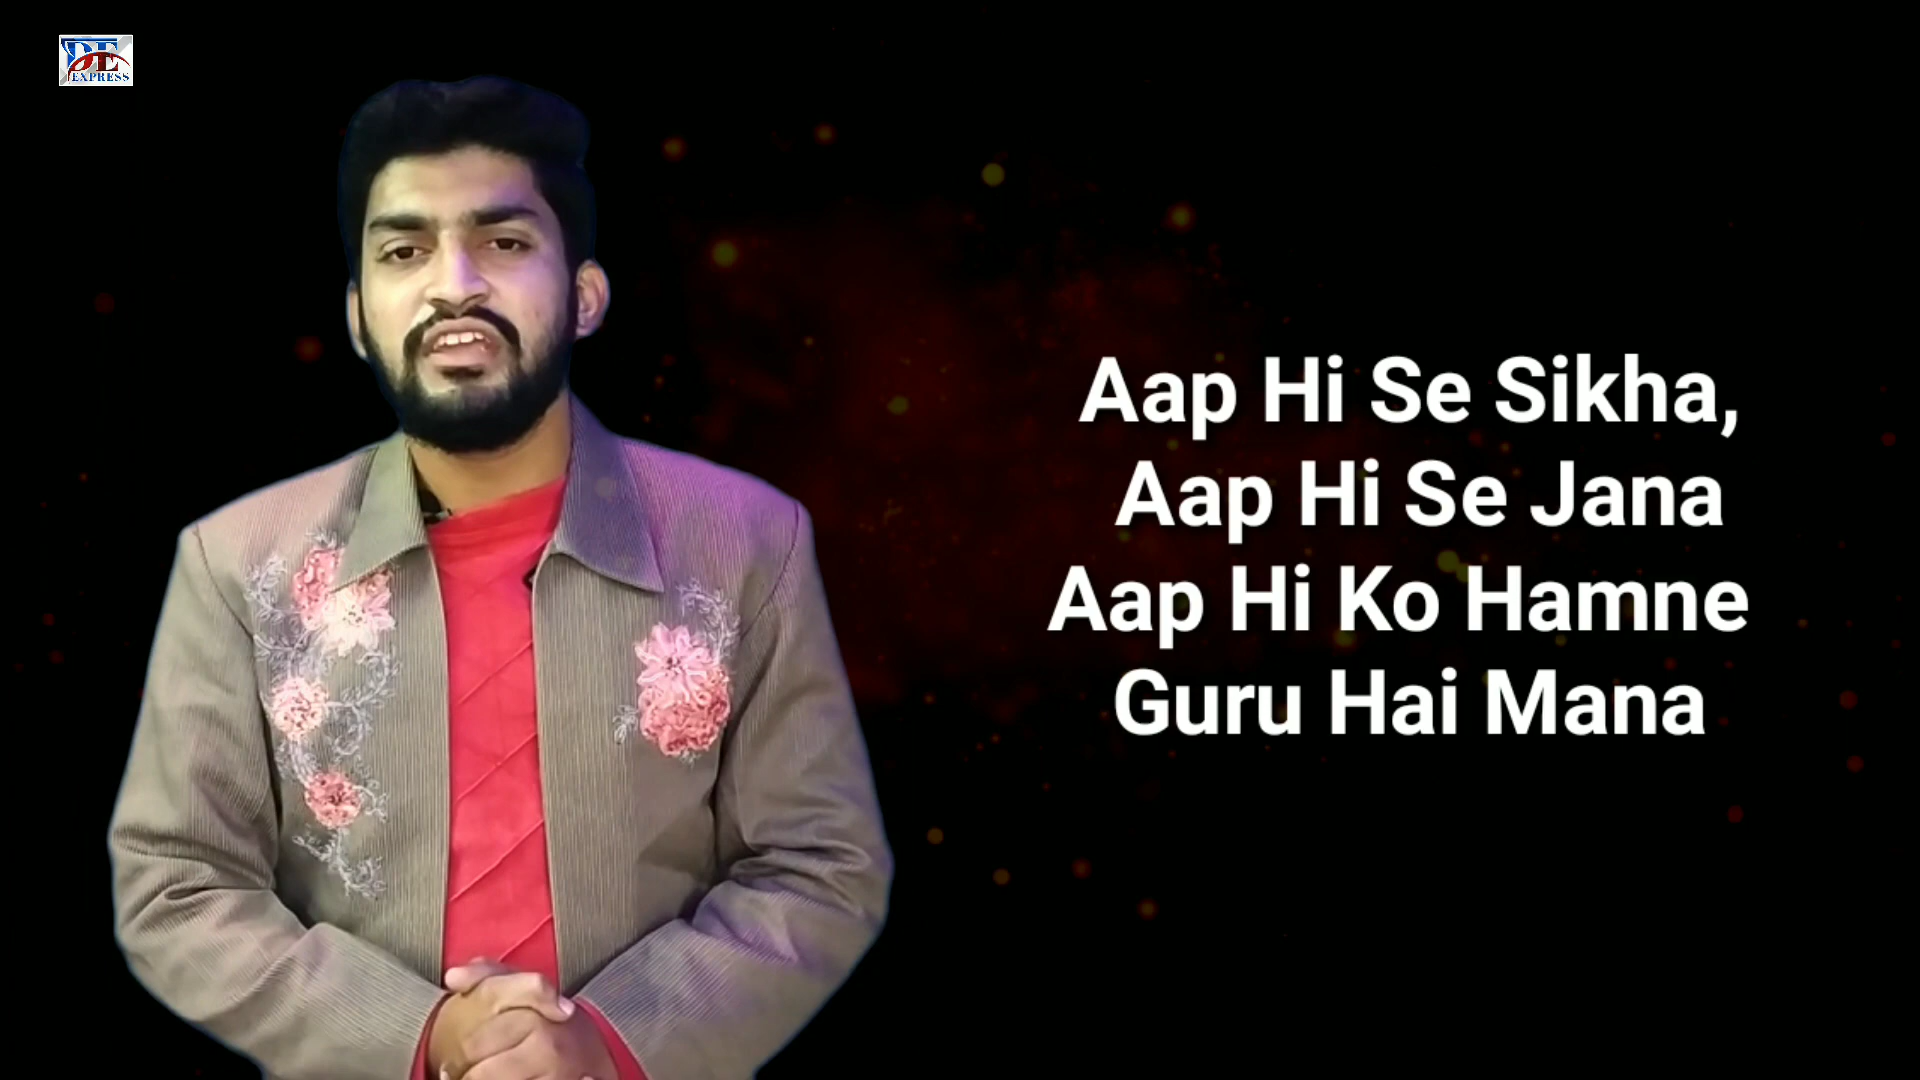 DE
EXPRESS
Aap Hi Se Sikha,
Aap Hi Se Jana
Aap Hi Ko Hamne
Guru Hai Mana